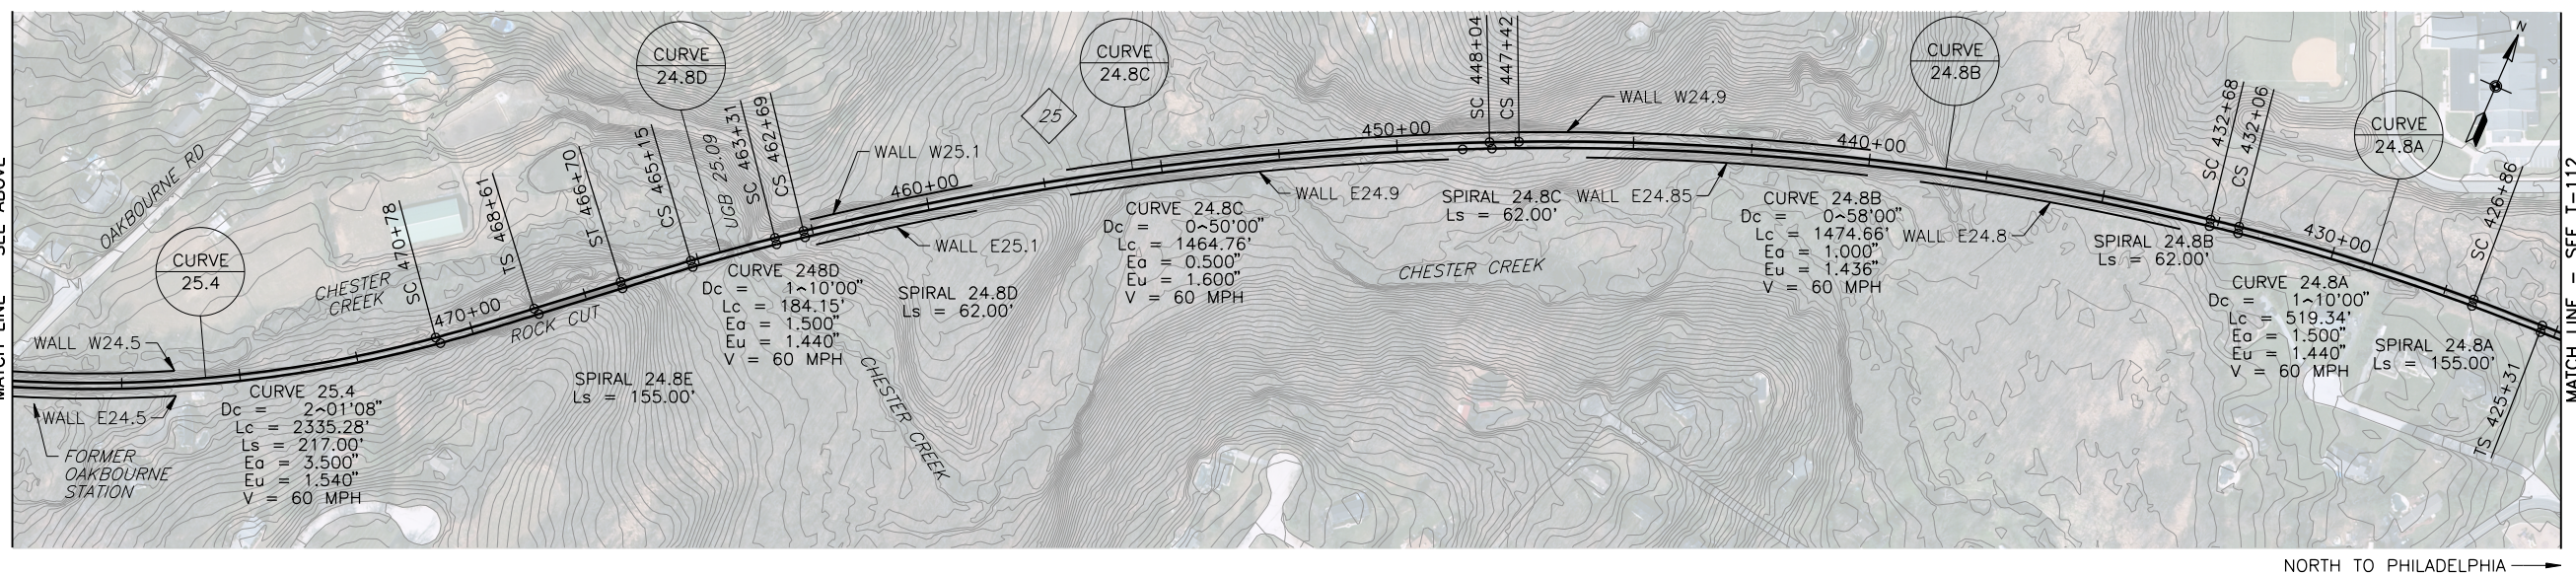 CURVE
24.8D
CURVE
24.8C
SC 448+04
CS 447+42
CURVE
24.8B
N
OAKBOURNE RD
SC 470+78
TS 468+61
ST 466+70
CS 465+15
UGB 25.09
SC 463+31
CS 462+69
25
WALL W25.1
460+00
450+00
WALL W24.9
440+00
SC 432+68
CS 432+06
CURVE
24.8A
SC 426+86
CURVE
25.4
CHESTER
CREEK
470+00
ROCK CUT
WALL E25.1
WALL E24.9
SPIRAL 24.8C
Ls = 62.00'
WALL E24.85
WALL E24.8
430+00
CURVE 248D
Dc = 1^10'00"
Lc = 184.15'
Ea = 1.500"
Eu = 1.440"
V = 60 MPH
SPIRAL 24.8D
Ls = 62.00'
CURVE 24.8C
Dc = 0^50'00"
Lc = 1464.76'
Ea = 0.500"
Eu = 1.600"
V = 60 MPH
CHESTER CREEK
CURVE 24.8B
Dc = 0^58'00"
Lc = 1474.66'
Ea = 1.000"
Eu = 1.436"
V = 60 MPH
SPIRAL 24.8B
Ls = 62.00'
CURVE 24.8A
Dc = 1^10'00"
Lc = 519.34'
Ea = 1.500"
Eu = 1.440"
V = 60 MPH
SPIRAL 24.8A
Ls = 155.00'
TS 425+31
WALL W24.5
WALL E24.5
FORMER
OAKBOURNE
STATION
CURVE 25.4
Dc = 2^01'08"
Lc = 2335.28'
Ls = 217.00'
Ea = 3.500"
Eu = 1.540"
V = 60 MPH
SPIRAL 24.8E
Ls = 155.00'
CHESTER CREEK
MATCH LINE - SEE T-112
NORTH TO PHILADELPHIA